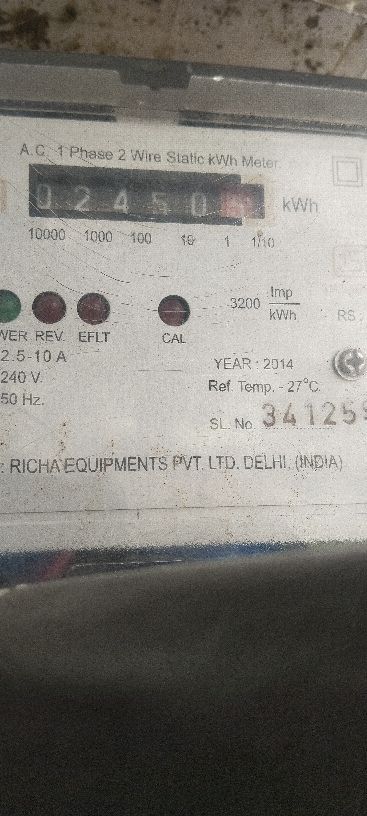 A.C. 1 Phase 2 Wire Static kWh Meter.
0 2 4 5 0 kWh
10000 1000 100 10 1 1/10
3200 Imp/kWh
WER REV. EFLT CAL RS
2.5-10 A
YEAR : 2014
240 V.
Ref. Temp. - 27°C.
50 Hz.
SL. No. 341259
: RICHA EQUIPMENTS PVT. LTD. DELHI. (INDIA)